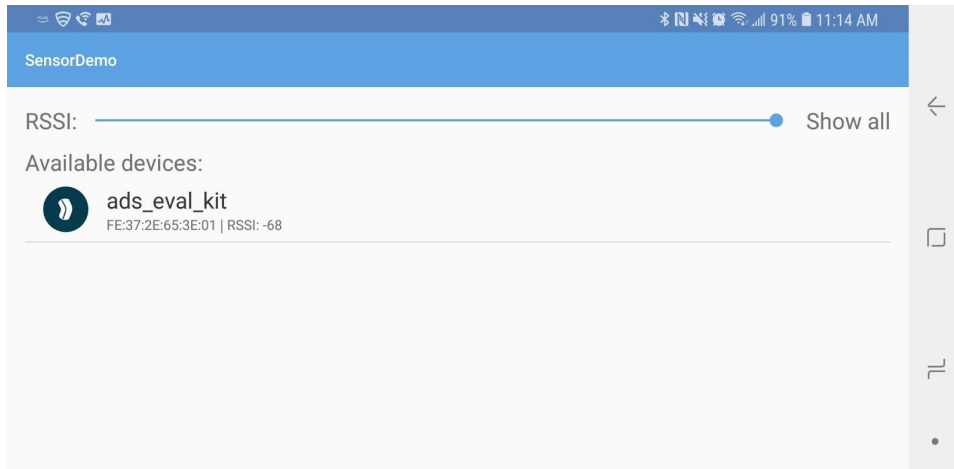 91% 11:14 AM
SensorDemo
RSSI: Show all
Available devices:
ads_eval_kit
FE:37:2E:65:3E:01 | RSSI: -68